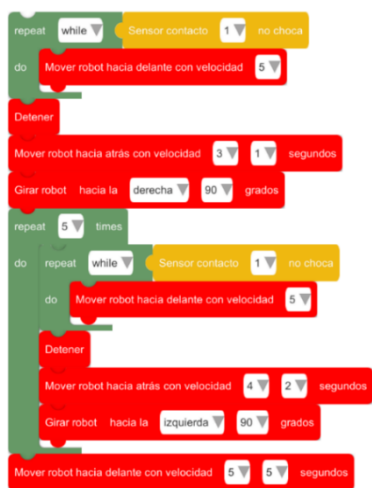 repeat while Sensor contacto 1 no choca
do Mover robot hacia delante con velocidad 5
Detener
Mover robot hacia atrás con velocidad 3 1 segundos
Girar robot hacia la derecha 90 grados
repeat 5 times
do repeat while Sensor contacto 1 no choca
do Mover robot hacia delante con velocidad 5
Detener
Mover robot hacia atrás con velocidad 4 2 segundos
Girar robot hacia la izquierda 90 grados
Mover robot hacia delante con velocidad 5 5 segundos